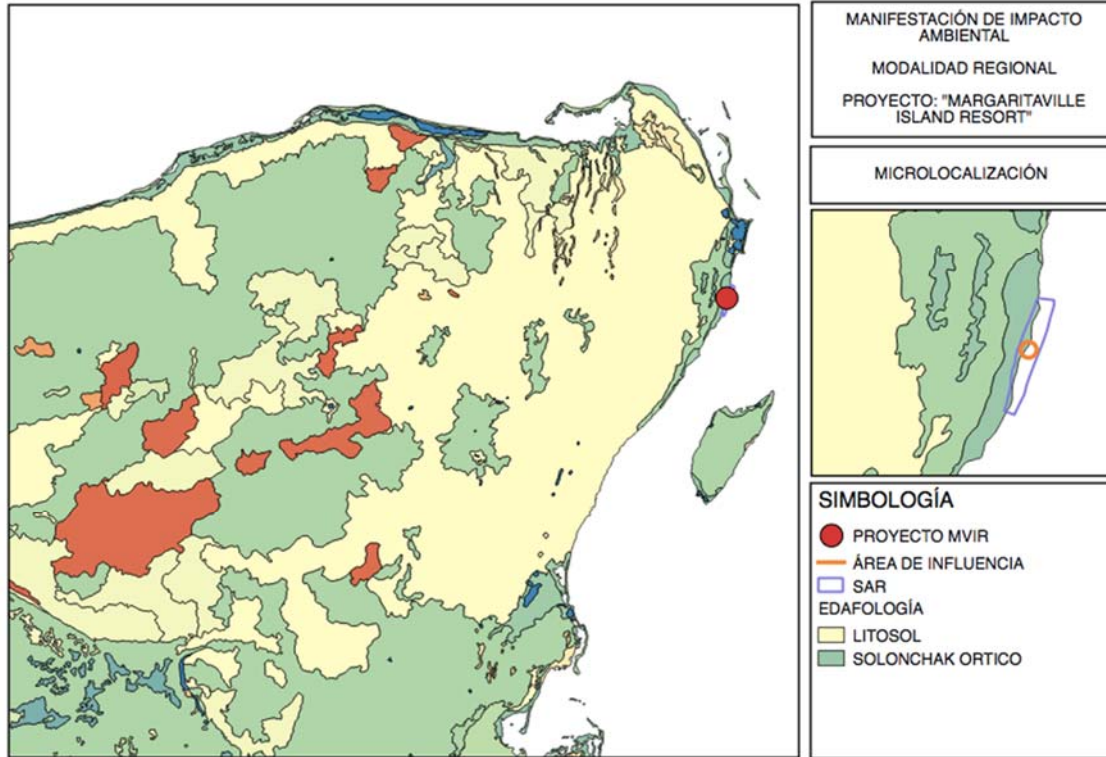 MANIFESTACIÓN DE IMPACTO
AMBIENTAL
MODALIDAD REGIONAL
PROYECTO: "MARGARITAVILLE
ISLAND RESORT"
MICROLOCALIZACIÓN
SIMBOLOGÍA
PROYECTO MVIR
ÁREA DE INFLUENCIA
SAR
EDAFOLOGÍA
LITOSOL
SOLONCHAK ORTICO